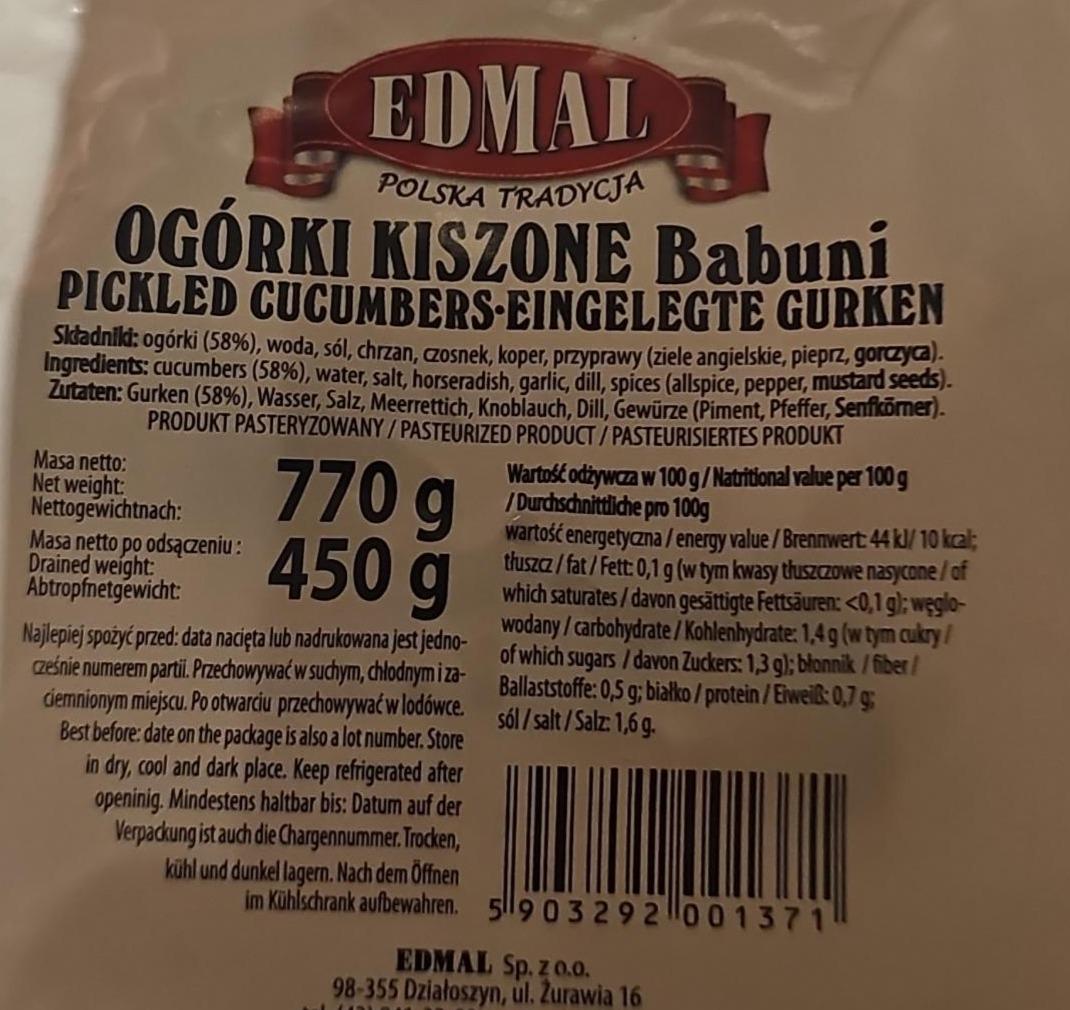 EDMAL
POLSKA TRADYCJA
OGÓRKI KISZONE Babuni
PICKLED CUCUMBERS•EINGELEGTE GURKEN
Składniki: ogórki (58%), woda, sól, chrzan, czosnek, koper, przyprawy (ziele angielskie, pieprz, gorczyca).
Ingredients: cucumbers (58%), water, salt, horseradish, garlic, dill, spices (allspice, pepper, mustard seeds).
Zutaten: Gurken (58%), Wasser, Salz, Meerrettich, Knoblauch, Dill, Gewürze (Piment, Pfeffer, Senfkörner).
PRODUKT PASTERYZOWANY / PASTEURIZED PRODUCT / PASTEURISIERTES PRODUKT
Masa netto:
Net weight:
Nettogewichtnach:
770 g
Masa netto po odsączeniu :
Drained weight:
Abtropfnetgewicht:
450 g
Najlepiej spożyć przed: data nacięta lub nadrukowana jest jedno-
cześnie numerem partii. Przechowywać w suchym, chłodnym i za-
ciemnionym miejscu. Po otwarciu przechowywać w lodówce.
Best before: date on the package is also a lot number. Store
in dry, cool and dark place. Keep refrigerated after
openinig. Mindestens haltbar bis: Datum auf der
Verpackung ist auch die Chargennummer. Trocken,
kühl und dunkel lagern. Nach dem Öffnen
im Kühlschrank aufbewahren.
Wartość odżywcza w 100 g / Natritional value per 100 g
/ Durchschnittliche pro 100g
wartość energetyczna / energy value / Brennwert: 44 kJ/ 10 kcal;
tłuszcz / fat / Fett: 0,1 g (w tym kwasy tłuszczowe nasycone / of
which saturates / davon gesättigte Fettsäuren: <0,1 g); węglo-
wodany / carbohydrate / Kohlenhydrate: 1,4 g (w tym cukry /
of which sugars / davon Zuckers: 1,3 g); błonnik / fiber /
Ballaststoffe: 0,5 g; białko / protein / Eiweiß: 0,7 g;
sól / salt / Salz: 1,6 g.
5 903292 001371
EDMAL Sp. z o.o.
98-355 Działoszyn, ul. Żurawia 16